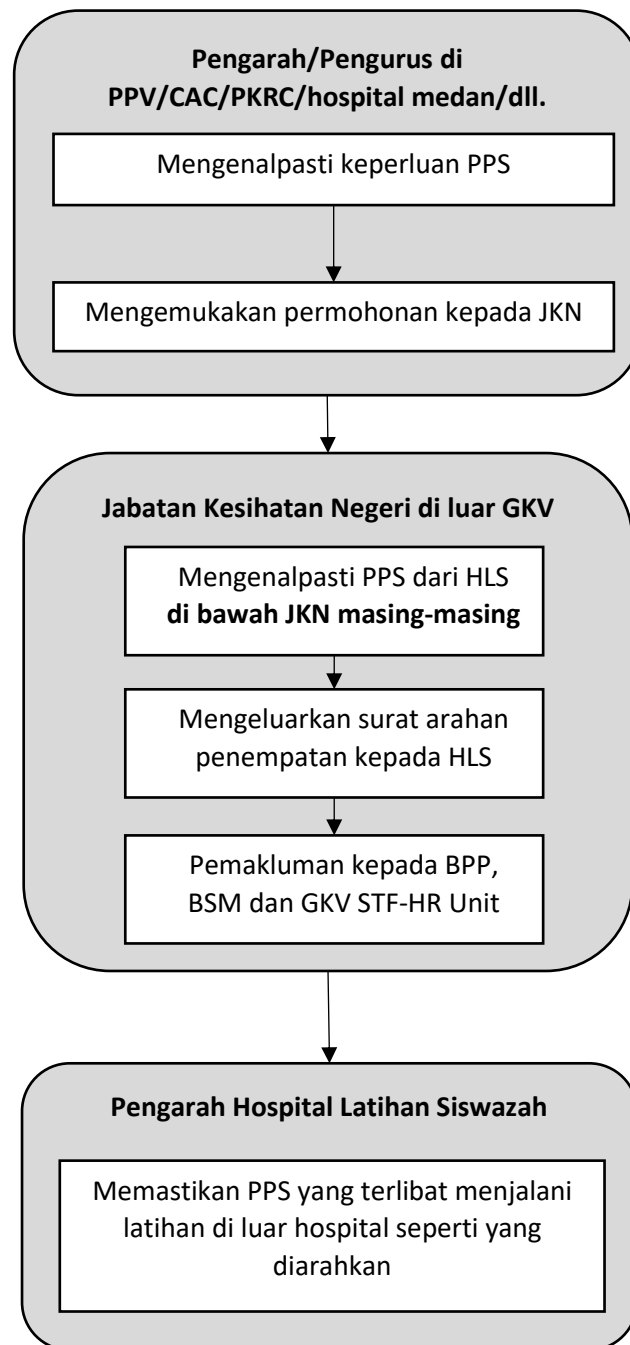 Pengarah/Pengurus di
PPV/CAC/PKRC/hospital medan/dll.
Mengenalpasti keperluan PPS
Mengemukakan permohonan kepada JKN
Jabatan Kesihatan Negeri di luar GKV
Mengenalpasti PPS dari HLS
di bawah JKN masing-masing
Mengeluarkan surat arahan
penempatan kepada HLS
Pemakluman kepada BPP,
BSM dan GKV STF-HR Unit
Pengarah Hospital Latihan Siswazah
Memastikan PPS yang terlibat menjalani
latihan di luar hospital seperti yang
diarahkan